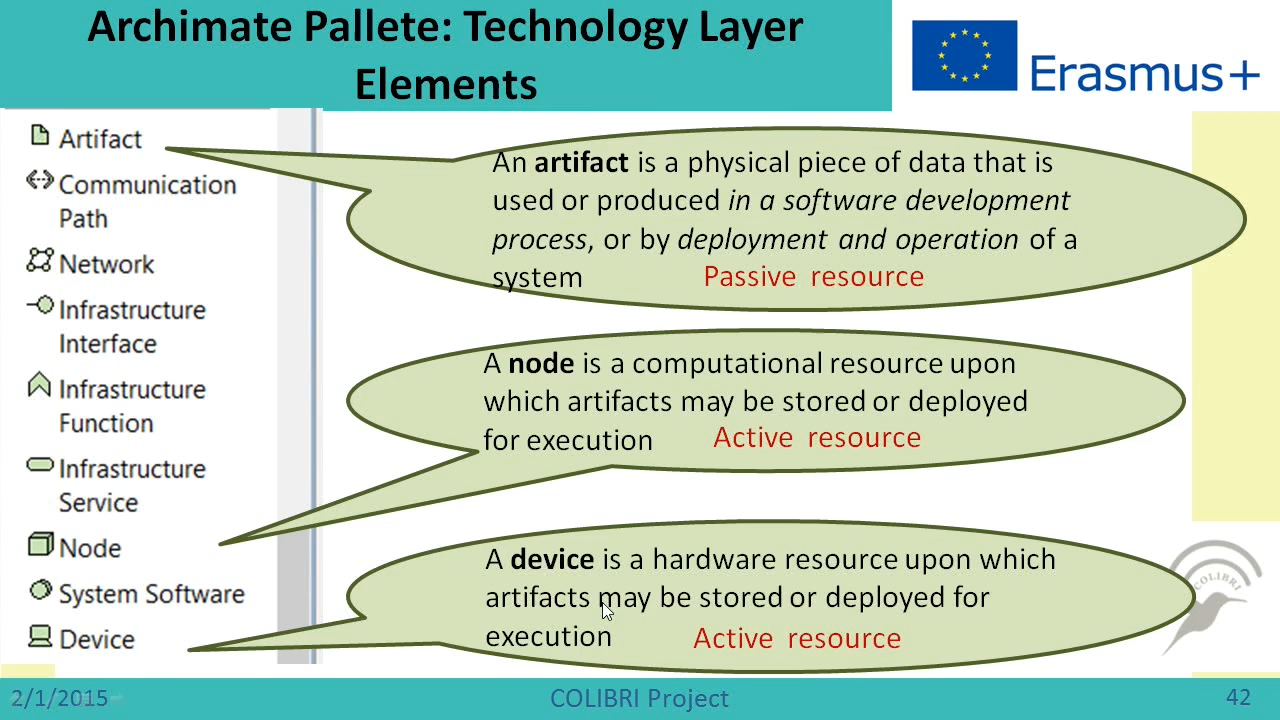 Archimate Pallete: Technology Layer
Elements
Erasmus+
Artifact
Communication
Path
Network
Infrastructure
Interface
Infrastructure
Function
Infrastructure
Service
Node
System Software
Device
An artifact is a physical piece of data that is
used or produced in a software development
process, or by deployment and operation of a
system Passive resource
A node is a computational resource upon
which artifacts may be stored or deployed
for execution Active resource
A device is a hardware resource upon which
artifacts may be stored or deployed for
execution Active resource
COLIBRI
2/1/2015
COLIBRI Project
42